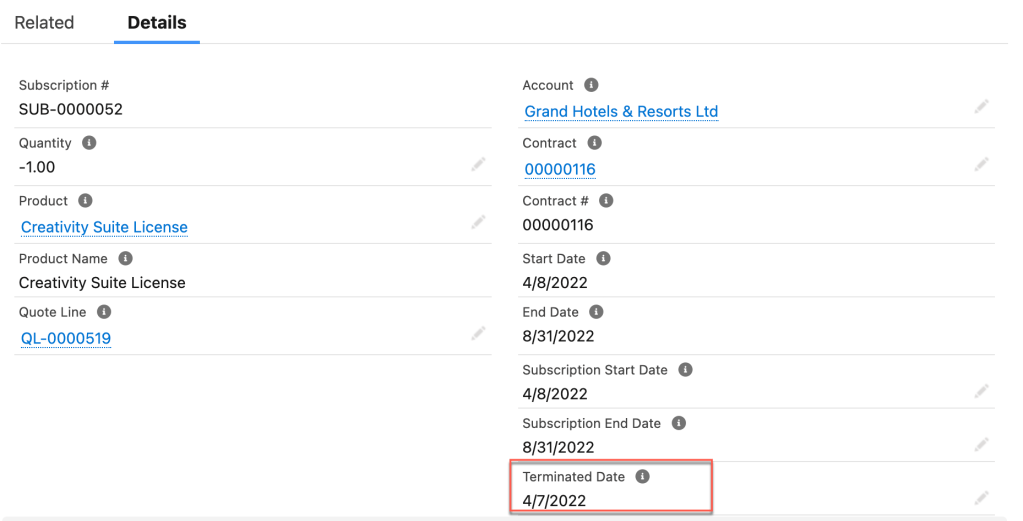 Related
Details
Subscription #
SUB-0000052
Quantity
-1.00
Product
Creativity Suite License
Product Name
Creativity Suite License
Quote Line
QL-0000519
Account
Grand Hotels & Resorts Ltd
Contract
00000116
Contract #
00000116
Start Date
4/8/2022
End Date
8/31/2022
Subscription Start Date
4/8/2022
Subscription End Date
8/31/2022
Terminated Date
4/7/2022